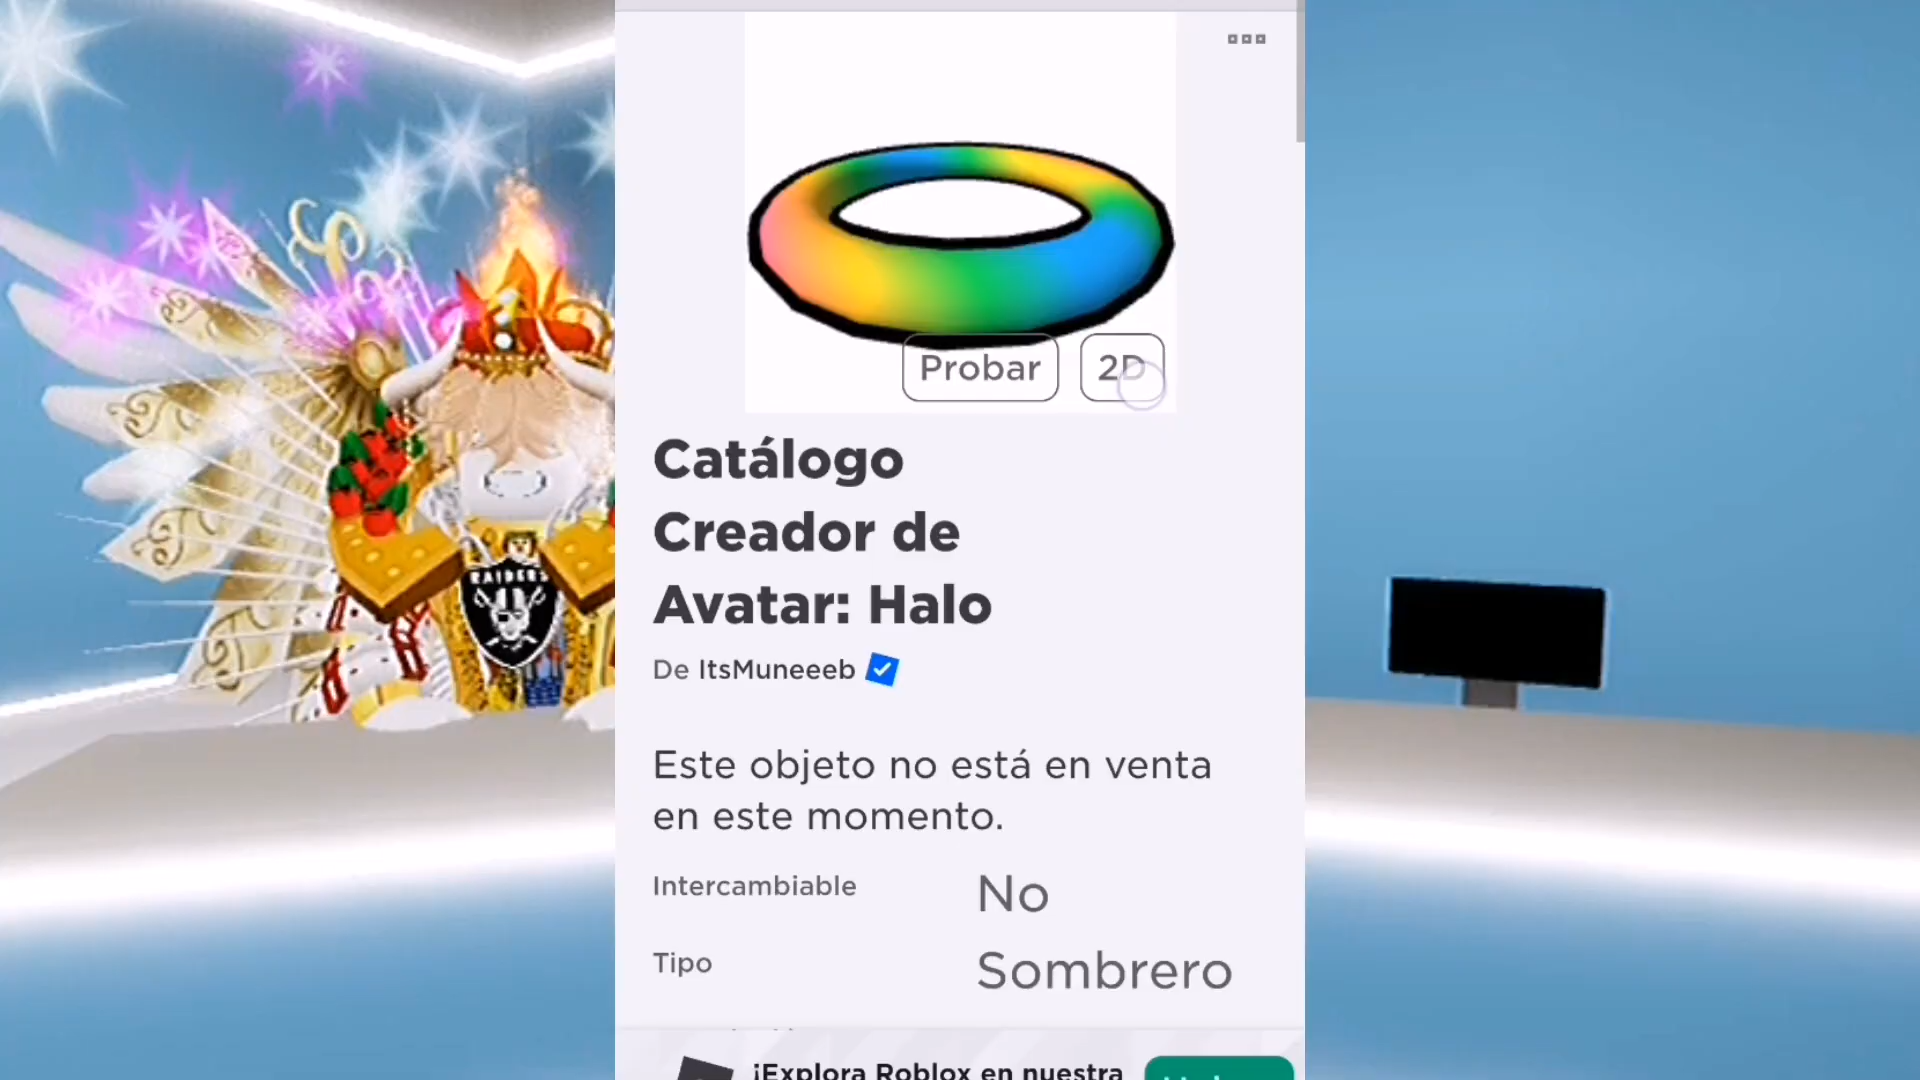 Probar
2D
Catálogo
Creador de
Avatar: Halo
De ItsMuneeeb
Este objeto no está en venta
en este momento.
Intercambiable No
Tipo Sombrero
RAIDERS
¡Explora Roblox en nuestra